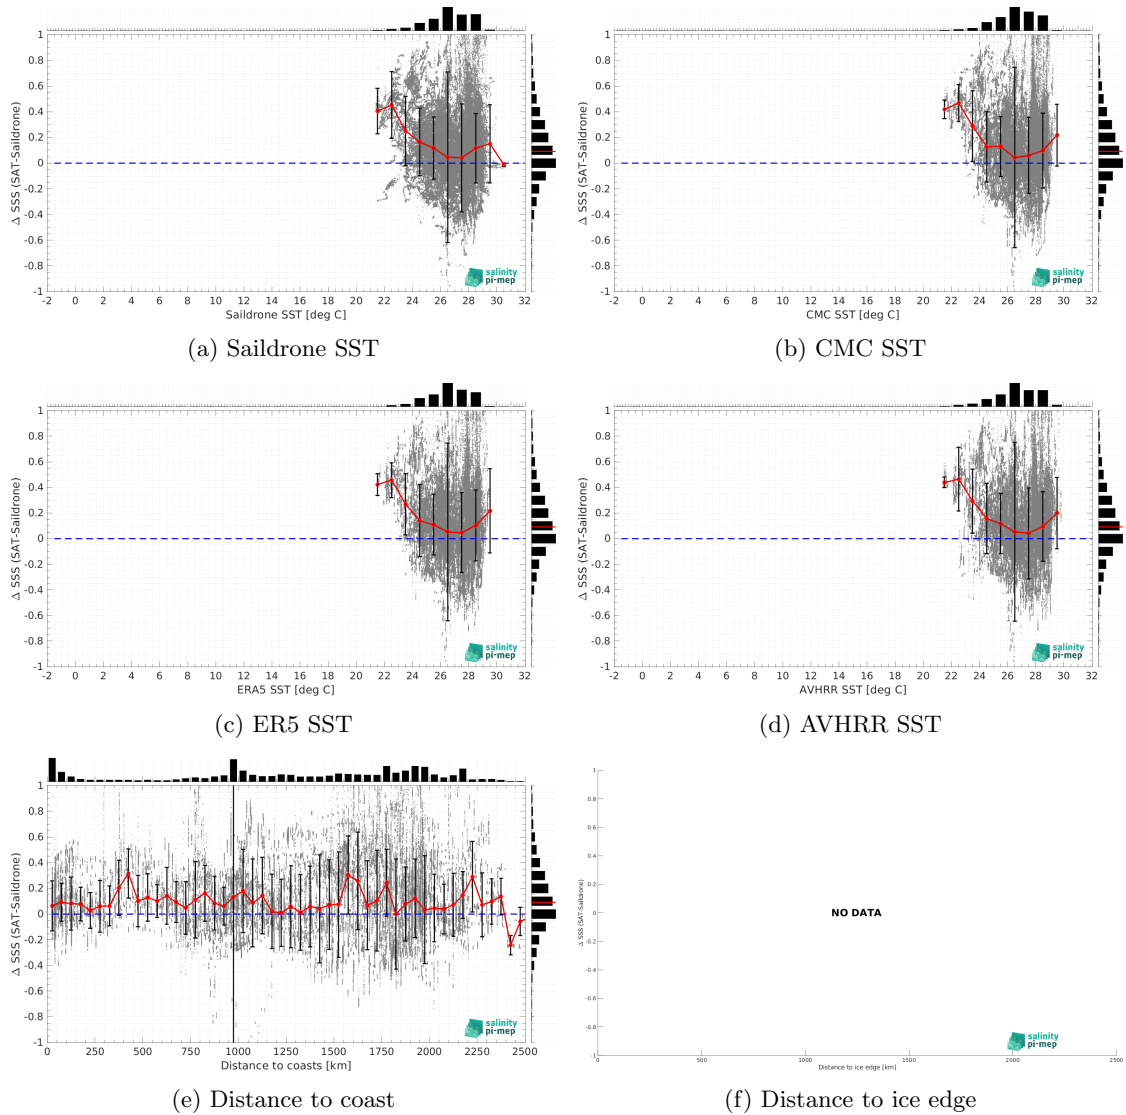 1
0.8
0.6
0.4
0.2
0
-0.2
-0.4
-0.6
-0.8
-1
Δ SSS (SAT-Saildrone)
salinity
pi-mep
-2 0 2 4 6 8 10 12 14 16 18 20 22 24 26 28 30 32
Saildrone SST [deg C]
(a) Saildrone SST
1
0.8
0.6
0.4
0.2
0
-0.2
-0.4
-0.6
-0.8
-1
Δ SSS (SAT-Saildrone)
salinity
pi-mep
-2 0 2 4 6 8 10 12 14 16 18 20 22 24 26 28 30 32
CMC SST [deg C]
(b) CMC SST
1
0.8
0.6
0.4
0.2
0
-0.2
-0.4
-0.6
-0.8
-1
Δ SSS (SAT-Saildrone)
salinity
pi-mep
-2 0 2 4 6 8 10 12 14 16 18 20 22 24 26 28 30 32
ERA5 SST [deg C]
(c) ER5 SST
1
0.8
0.6
0.4
0.2
0
-0.2
-0.4
-0.6
-0.8
-1
Δ SSS (SAT-Saildrone)
salinity
pi-mep
-2 0 2 4 6 8 10 12 14 16 18 20 22 24 26 28 30 32
AVHRR SST [deg C]
(d) AVHRR SST
1
0.8
0.6
0.4
0.2
0
-0.2
-0.4
-0.6
-0.8
-1
Δ SSS (SAT-Saildrone)
salinity
pi-mep
0 250 500 750 1000 1250 1500 1750 2000 2250 2500
Distance to coasts [km]
(e) Distance to coast
1
0.8
0.6
0.4
0.2
0
-0.2
-0.4
-0.6
-0.8
-1
Δ SSS (SAT-Saildrone)
NO DATA
salinity
pi-mep
0 500 1000 1500 2000 2500
Distance to ice edge [km]
(f) Distance to ice edge